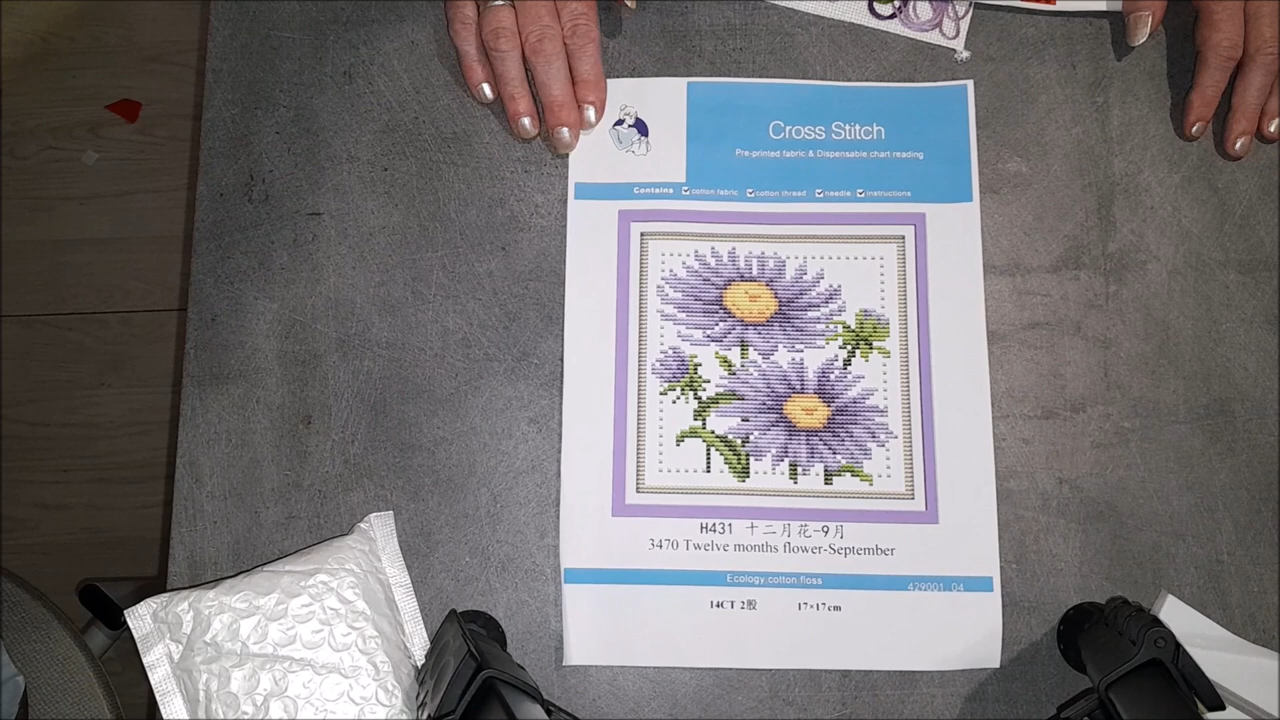 Cross Stitch
Pre-printed fabric & Dispensable chart reading
Contains cotton fabric cotton thread needle instructions
H431 十二月花-9月
3470 Twelve months flower-September
Ecology cotton floss
429001.04
14CT 2股 17×17cm